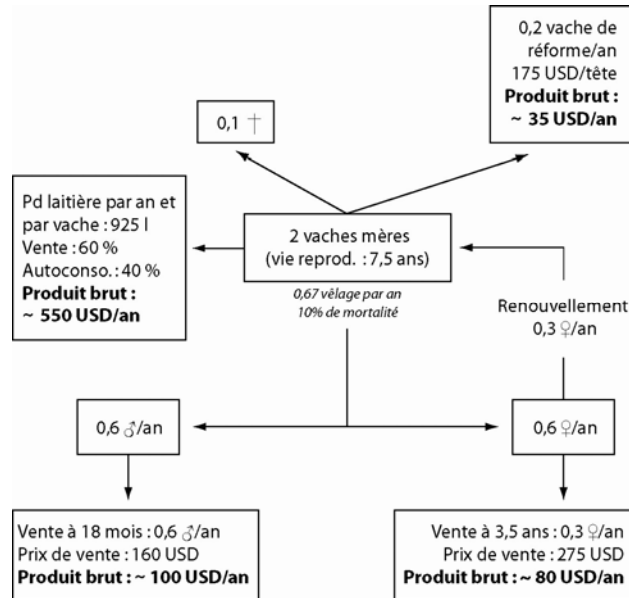 0,2 vache de
réforme/an
175 USD/tête
Produit brut :
~ 35 USD/an
0,1 †
Pd laitière par an et
par vache : 925 l
Vente : 60 %
Autoconso. : 40 %
Produit brut :
~ 550 USD/an
2 vaches mères
(vie reprod. : 7,5 ans)
0,67 vêlage par an
10% de mortalité
Renouvellement
0,3 ♀/an
0,6 ♂/an
0,6 ♀/an
Vente à 18 mois : 0,6 ♂/an
Prix de vente : 160 USD
Produit brut : ~ 100 USD/an
Vente à 3,5 ans : 0,3 ♀/an
Prix de vente : 275 USD
Produit brut : ~ 80 USD/an